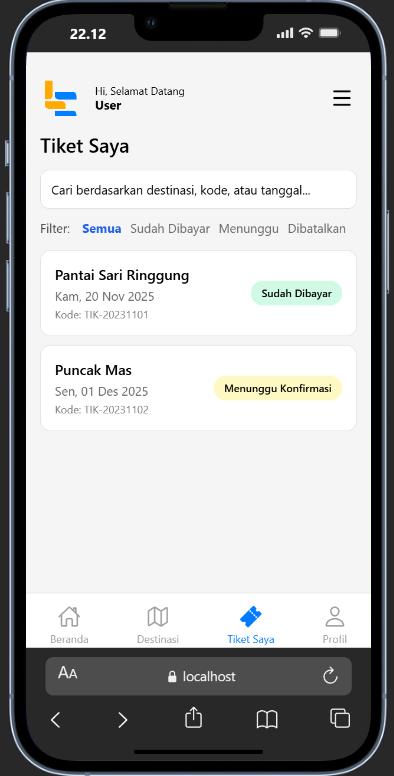 22.12
Hi, Selamat Datang
User
Tiket Saya
Cari berdasarkan destinasi, kode, atau tanggal...
Filter: Semua Sudah Dibayar Menunggu Dibatalkan
Pantai Sari Ringgung
Kam, 20 Nov 2025
Kode: TIK-20231101
Sudah Dibayar
Puncak Mas
Sen, 01 Des 2025
Kode: TIK-20231102
Menunggu Konfirmasi
Beranda Destinasi Tiket Saya Profil
AA localhost